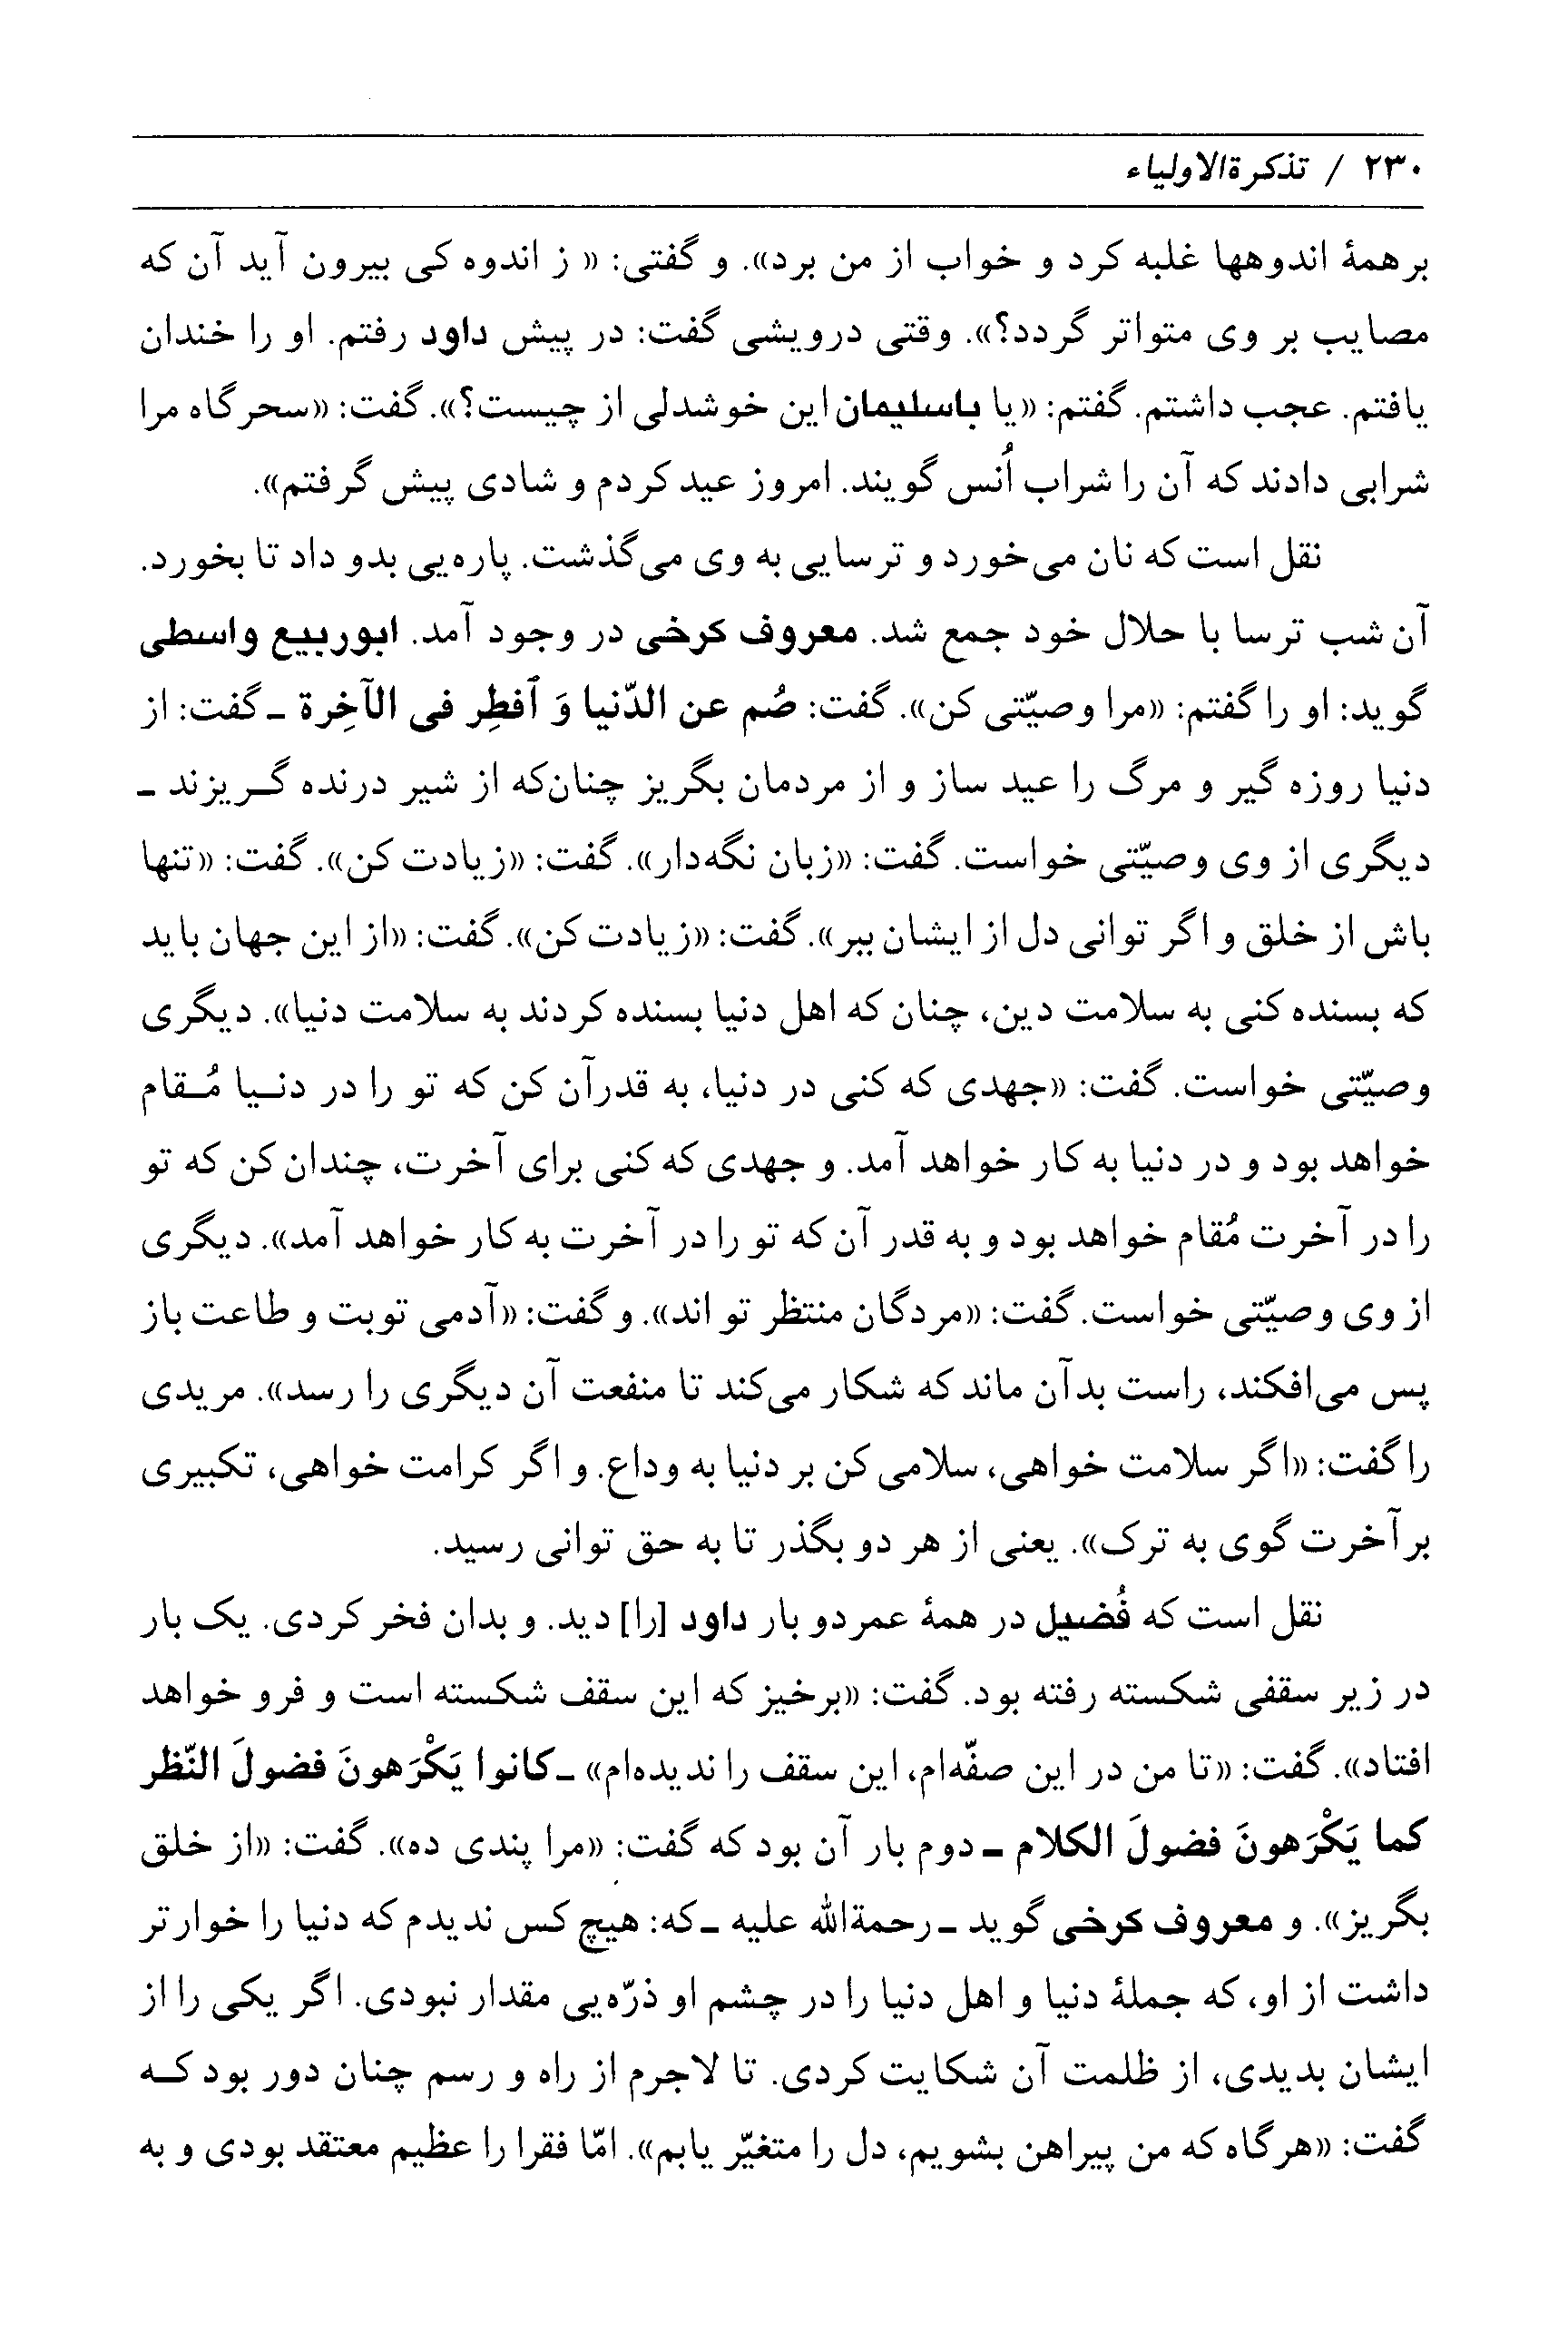 ۲۳۰ / تذکرةالاولیاء
بر همهٔ اندوهها غلبه کرد و خواب از من برد». و گفتی: « ز اندوه کی بیرون آید آن که
مصایب بر وی متواتر گردد؟». وقتی درویشی گفت: در پیش داود رفتم. او را خندان
یافتم. عجب داشتم. گفتم: «یا باسلیمان این خوشدلی از چیست؟». گفت: «سحرگاه مرا
شرابی دادند که آن را شراب اُنس گویند. امروز عید کردم و شادی پیش گرفتم».
نقل است که نان می‌خورد و ترسایی به وی می‌گذشت. پاره‌یی بدو داد تا بخورد.
آن شب ترسا با حلال خود جمع شد. معروف کرخی در وجود آمد. ابوربیع واسطی
گوید: او را گفتم: «مرا وصیّتی کن». گفت: صُم عن الدّنیا وَ اَفطِر فی الآخِرة ـ گفت: از
دنیا روزه گیر و مرگ را عید ساز و از مردمان بگریز چنان‌که از شیر درنده گریزند ـ
دیگری از وی وصیّتی خواست. گفت: «زبان نگه‌دار». گفت: «زیادت کن». گفت: «تنها
باش از خلق و اگر توانی دل از ایشان ببر». گفت: «زیادت کن». گفت: «از این جهان باید
که بسنده کنی به سلامت دین، چنان که اهل دنیا بسنده کردند به سلامت دنیا». دیگری
وصیّتی خواست. گفت: «جهدی که کنی در دنیا، به قدر آن کن که تو را در دنیا مُقام
خواهد بود و در دنیا به کار خواهد آمد. و جهدی که کنی برای آخرت، چندان کن که تو
را در آخرت مُقام خواهد بود و به قدر آن که تو را در آخرت به کار خواهد آمد». دیگری
از وی وصیّتی خواست. گفت: «مردگان منتظر تو اند». و گفت: «آدمی توبت و طاعت باز
پس می‌افکند، راست بدآن ماند که شکار می‌کند تا منفعت آن دیگری را رسد». مریدی
را گفت: «اگر سلامت خواهی، سلامی کن بر دنیا به وداع. و اگر کرامت خواهی، تکبیری
بر آخرت گوی به ترک». یعنی از هر دو بگذر تا به حق توانی رسید.
نقل است که فُضیل در همهٔ عمر دو بار داود [را] دید. و بدان فخر کردی. یک بار
در زیر سقفی شکسته رفته بود. گفت: «برخیز که این سقف شکسته است و فرو خواهد
افتاد». گفت: «تا من در این صفّه‌ام، این سقف را ندیده‌ام» ـ کانوا یَکْرَهونَ فضولَ النّظر
کما یَکْرَهونَ فضولَ الکلام ـ دوم بار آن بود که گفت: «مرا پندی ده». گفت: «از خلق
بگریز». و معروف کرخی گوید ـ رحمةالله علیه ـ که: هیچ کس ندیدم که دنیا را خوارتر
داشت از او، که جملهٔ دنیا و اهل دنیا را در چشم او ذرّه‌یی مقدار نبودی. اگر یکی را از
ایشان بدیدی، از ظلمت آن شکایت کردی. تا لاجرم از راه و رسم چنان دور بود که
گفت: «هرگاه که من پیراهن بشویم، دل را متغیّر یابم». امّا فقرا را عظیم معتقد بودی و به